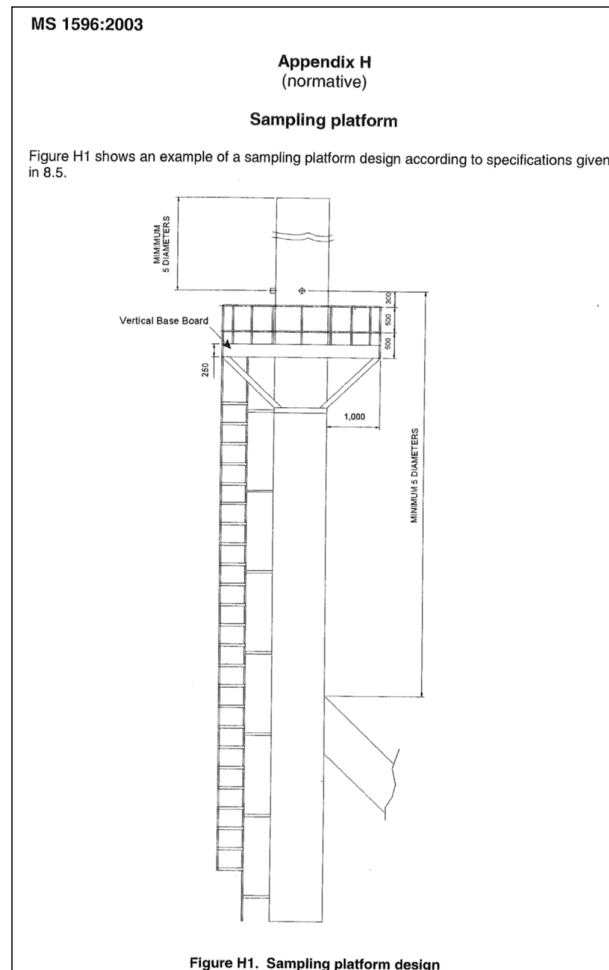 MS 1596:2003
Appendix H
(normative)
Sampling platform
Figure H1 shows an example of a sampling platform design according to specifications given
in 8.5.
MIMIMUM
5 DIAMETERS
300
500
500
Vertical Base Board
250
1,000
MINIMUM 5 DIAMETERS
Figure H1. Sampling platform design